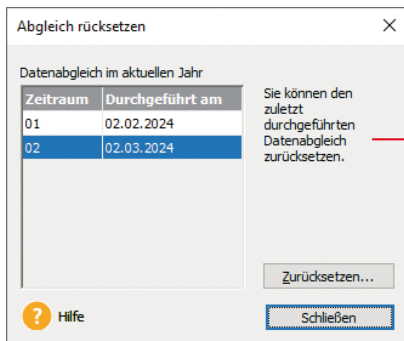 Abgleich rücksetzen
Datenabgleich im aktuellen Jahr
Zeitraum Durchgeführt am
01 02.02.2024
02 02.03.2024
Sie können den
zuletzt
durchgeführten
Datenabgleich
zurücksetzen.
Zurücksetzen...
? Hilfe
Schließen